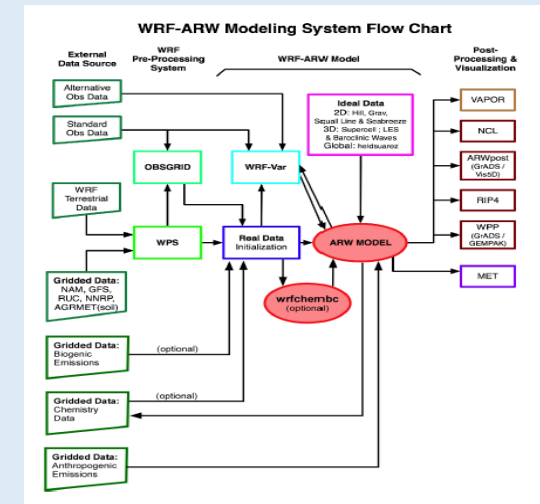 WRF-ARW Modeling System Flow Chart
External
Data Source
WRF
Pre-Processing
System
WRF-ARW Model
Post-
Processing &
Visualization
Alternative
Obs Data
Standard
Obs Data
OBSGRID
WRF-Var
Ideal Data
2D: Hill, Grav,
Squall Line & Seabreeze
3D: Supercell ; LES
& Baroclinic Waves
Global: heldsuarez
VAPOR
NCL
ARWpost
(GrADS /
Vis5D)
RIP4
WPP
(GrADS /
GEMPAK)
MET
WRF
Terrestrial
Data
WPS
Real Data
Initialization
ARW MODEL
Gridded Data:
NAM, GFS,
RUC, NNRP,
AGRMET(soil)
wrfchembc
(optional)
Gridded Data:
Biogenic
Emissions
(optional)
Gridded Data:
Chemistry
Data
(optional)
Gridded Data:
Anthropogenic
Emissions